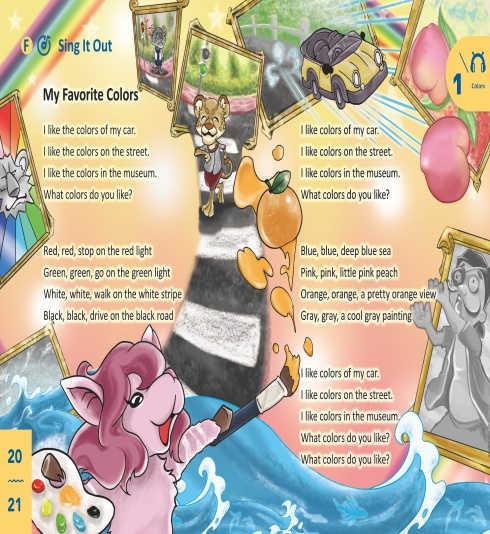 F Sing It Out
1
Colors
My Favorite Colors
I like the colors of my car.
I like the colors on the street.
I like the colors in the museum.
What colors do you like?
Red, red, stop on the red light
Green, green, go on the green light
White, white, walk on the white stripe
Black, black, drive on the black road
I like colors of my car.
I like colors on the street.
I like colors in the museum.
What colors do you like?
Blue, blue, deep blue sea
Pink, pink, little pink peach
Orange, orange, a pretty orange view
Gray, gray, a cool gray painting
I like colors of my car.
I like colors on the street.
I like colors in the museum.
What colors do you like?
What colors do you like?
20
21